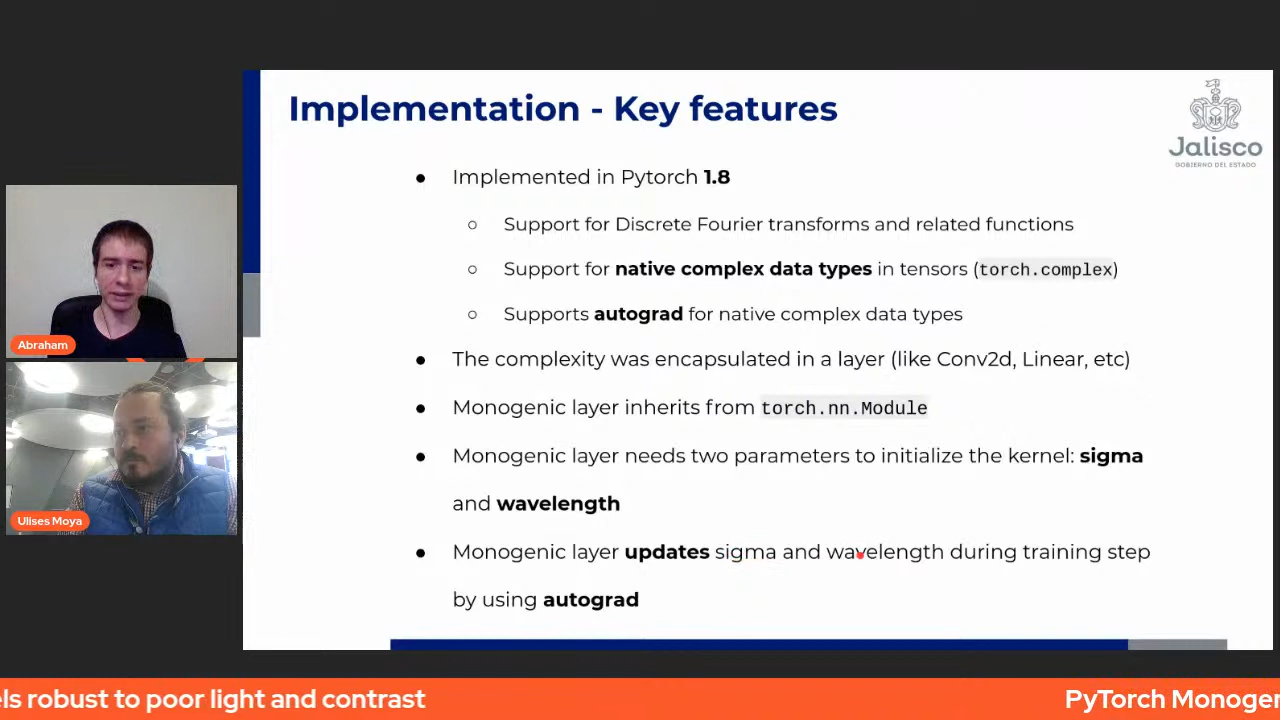 Implementation - Key features
Jalisco
GOBIERNO DEL ESTADO
● Implemented in Pytorch 1.8
○ Support for Discrete Fourier transforms and related functions
○ Support for native complex data types in tensors (torch.complex)
○ Supports autograd for native complex data types
● The complexity was encapsulated in a layer (like Conv2d, Linear, etc)
● Monogenic layer inherits from torch.nn.Module
● Monogenic layer needs two parameters to initialize the kernel: sigma
and wavelength
● Monogenic layer updates sigma and wavelength during training step
by using autograd
Abraham
Ulises Moya
els robust to poor light and contrast
PyTorch Monoge